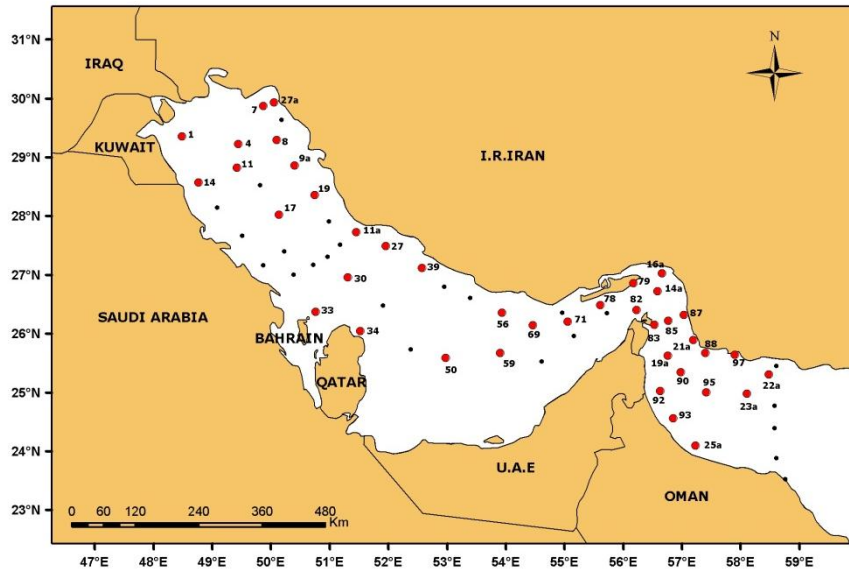 N
31°N
IRAQ
30°N
7
27a
29°N
KUWAIT
1
4
8
11
9a
I.R.IRAN
14
19
28°N
17
11a
27
27°N
30
39
16a
79
14a
SAUDI ARABIA
33
34
56
69
71
78
82
83
85
87
26°N
BAHRAIN
QATAR
50
59
21a
88
19a
97
25°N
90
92
95
22a
23a
93
24°N
25a
U.A.E
OMAN
23°N
0 60 120 240 360 480
Km
47°E 48°E 49°E 50°E 51°E 52°E 53°E 54°E 55°E 56°E 57°E 58°E 59°E